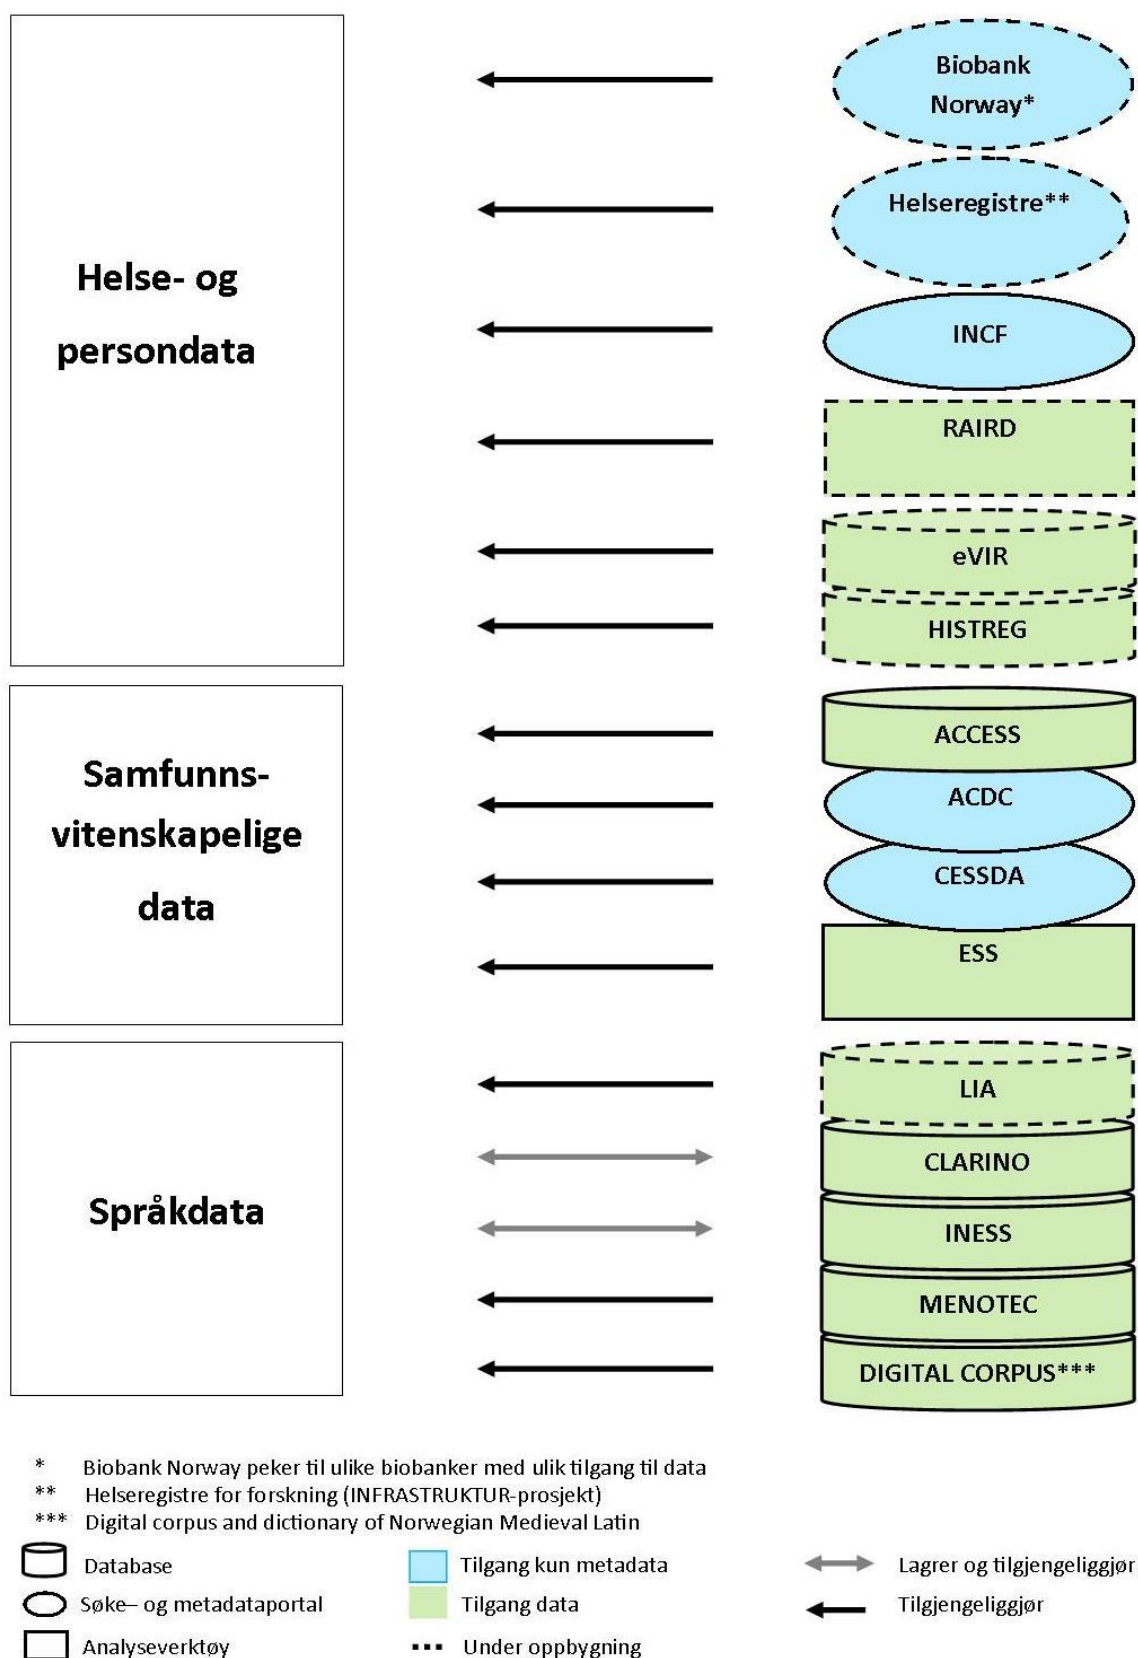 Helse- og
persondata
Biobank
Norway*
Helseregistre**
INCF
RAIRD
eVIR
HISTREG
Samfunns-
vitenskapelige
data
ACCESS
ACDC
CESSDA
ESS
Språkdata
LIA
CLARINO
INESS
MENOTEC
DIGITAL CORPUS***
* Biobank Norway peker til ulike biobanker med ulik tilgang til data
** Helseregistre for forskning (INFRASTRUKTUR-prosjekt)
*** Digital corpus and dictionary of Norwegian Medieval Latin
Database
Søke– og metadataportal
Analyseverktøy
Tilgang kun metadata
Tilgang data
Under oppbygning
Lagrer og tilgjengeliggjør
Tilgjengeliggjør